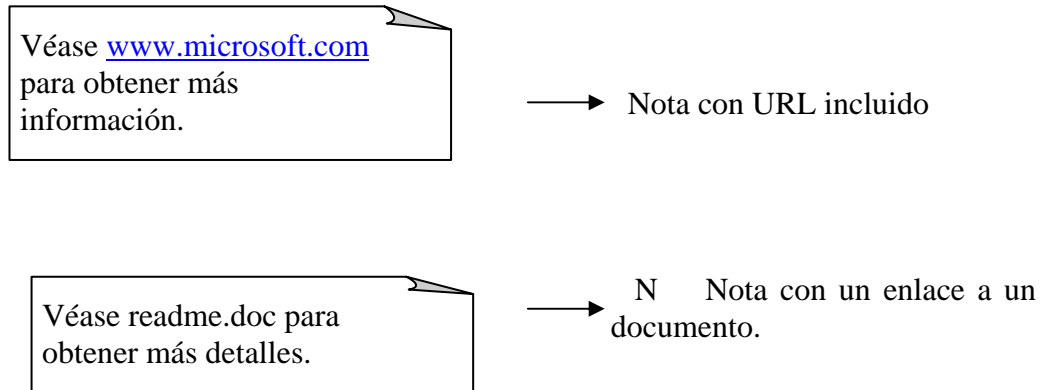 Véase www.microsoft.com
para obtener más
información.
Nota con URL incluido
Véase readme.doc para
obtener más detalles.
N Nota con un enlace a un
documento.